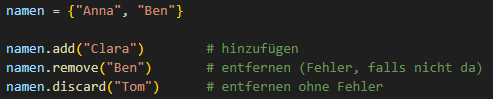 namen = {"Anna", "Ben"}
namen.add("Clara")        # hinzufügen
namen.remove("Ben")       # entfernen (Fehler, falls nicht da)
namen.discard("Tom")      # entfernen ohne Fehler